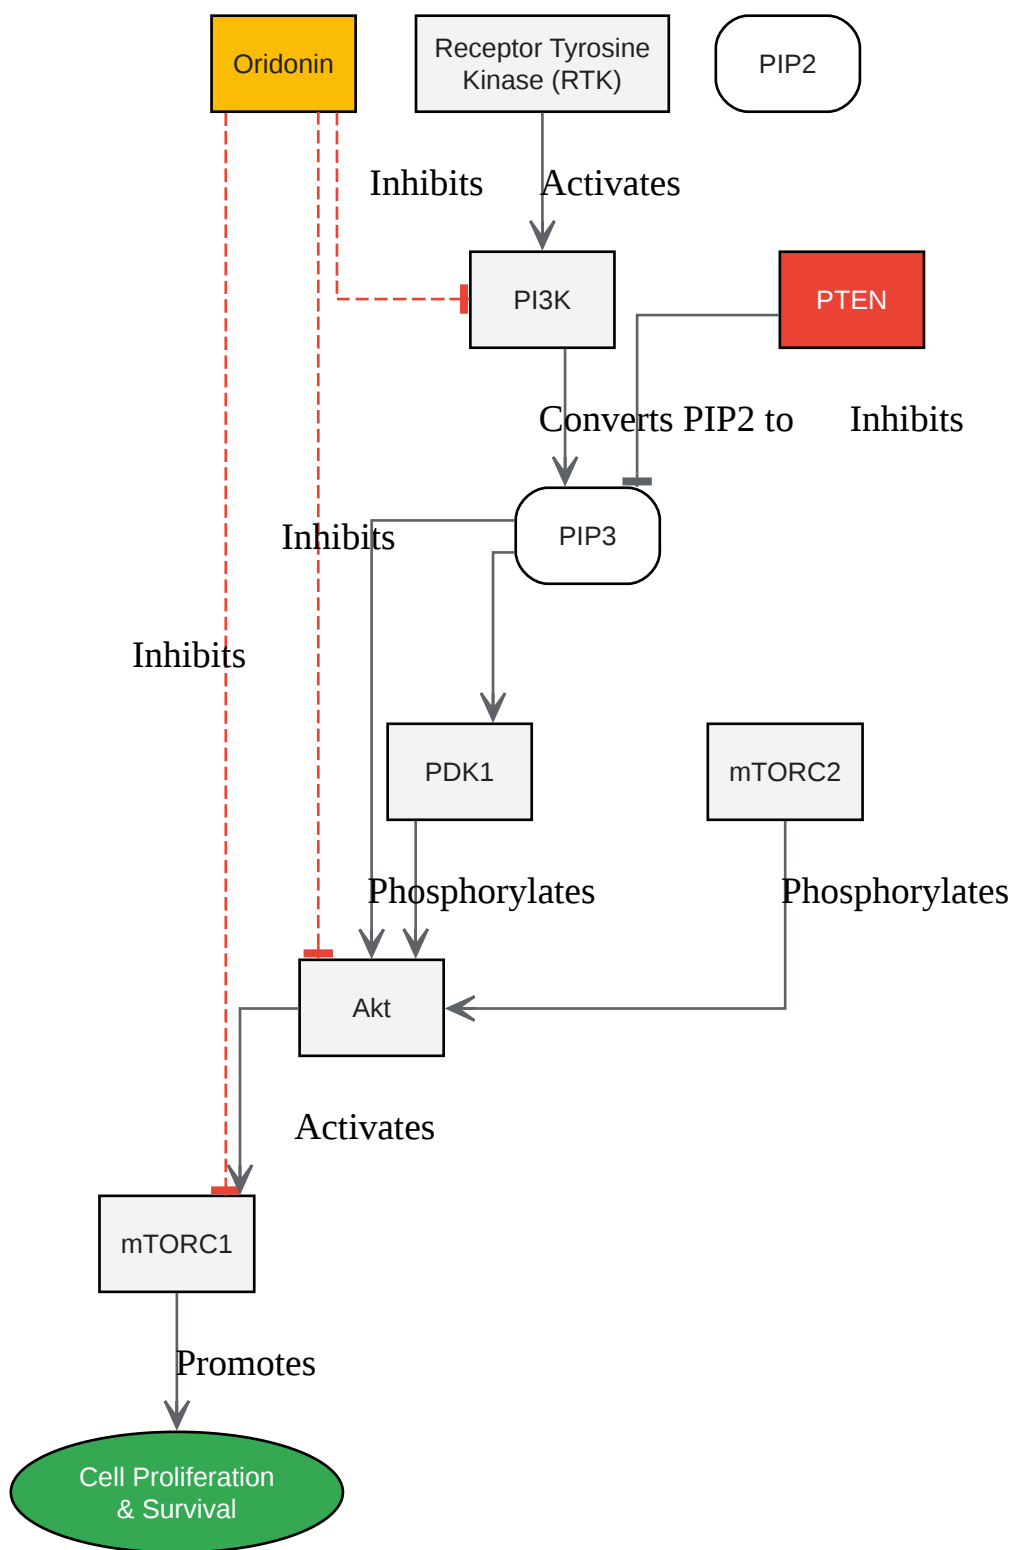 Oridonin
Receptor Tyrosine
Kinase (RTK)
PIP2
Inhibits
Activates
PI3K
PTEN
Converts PIP2 to
Inhibits
Inhibits
PIP3
Inhibits
PDK1
mTORC2
Phosphorylates
Phosphorylates
Akt
Activates
mTORC1
Promotes
Cell Proliferation
& Survival